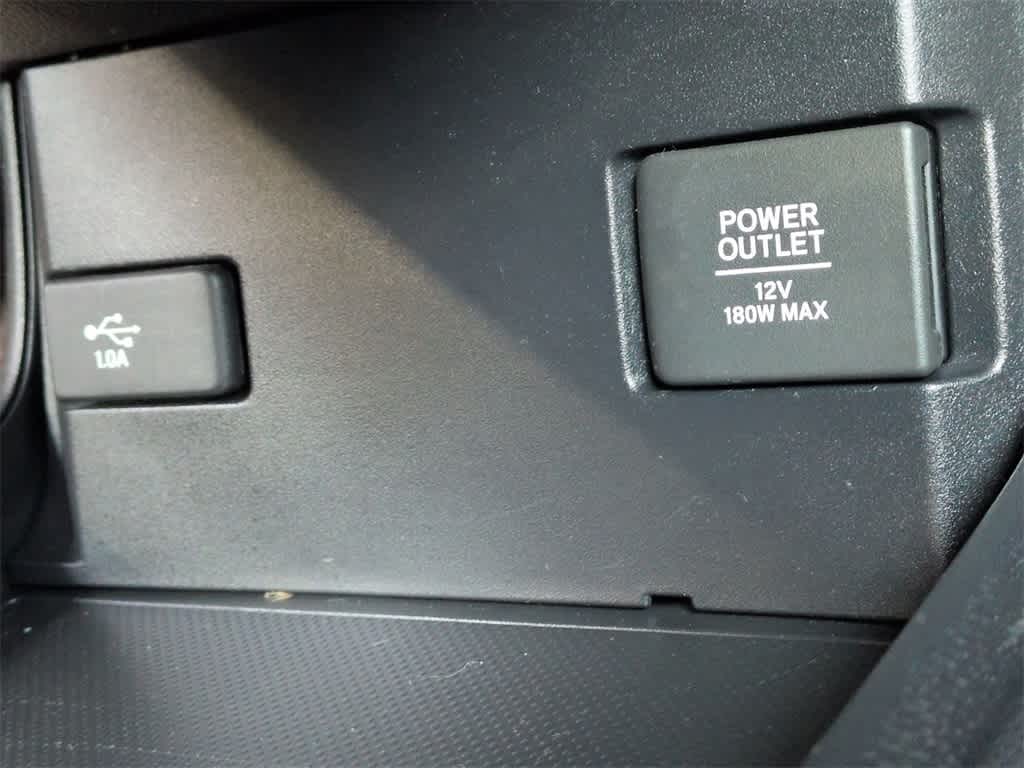 1.0A
POWER
OUTLET
12V
180W MAX